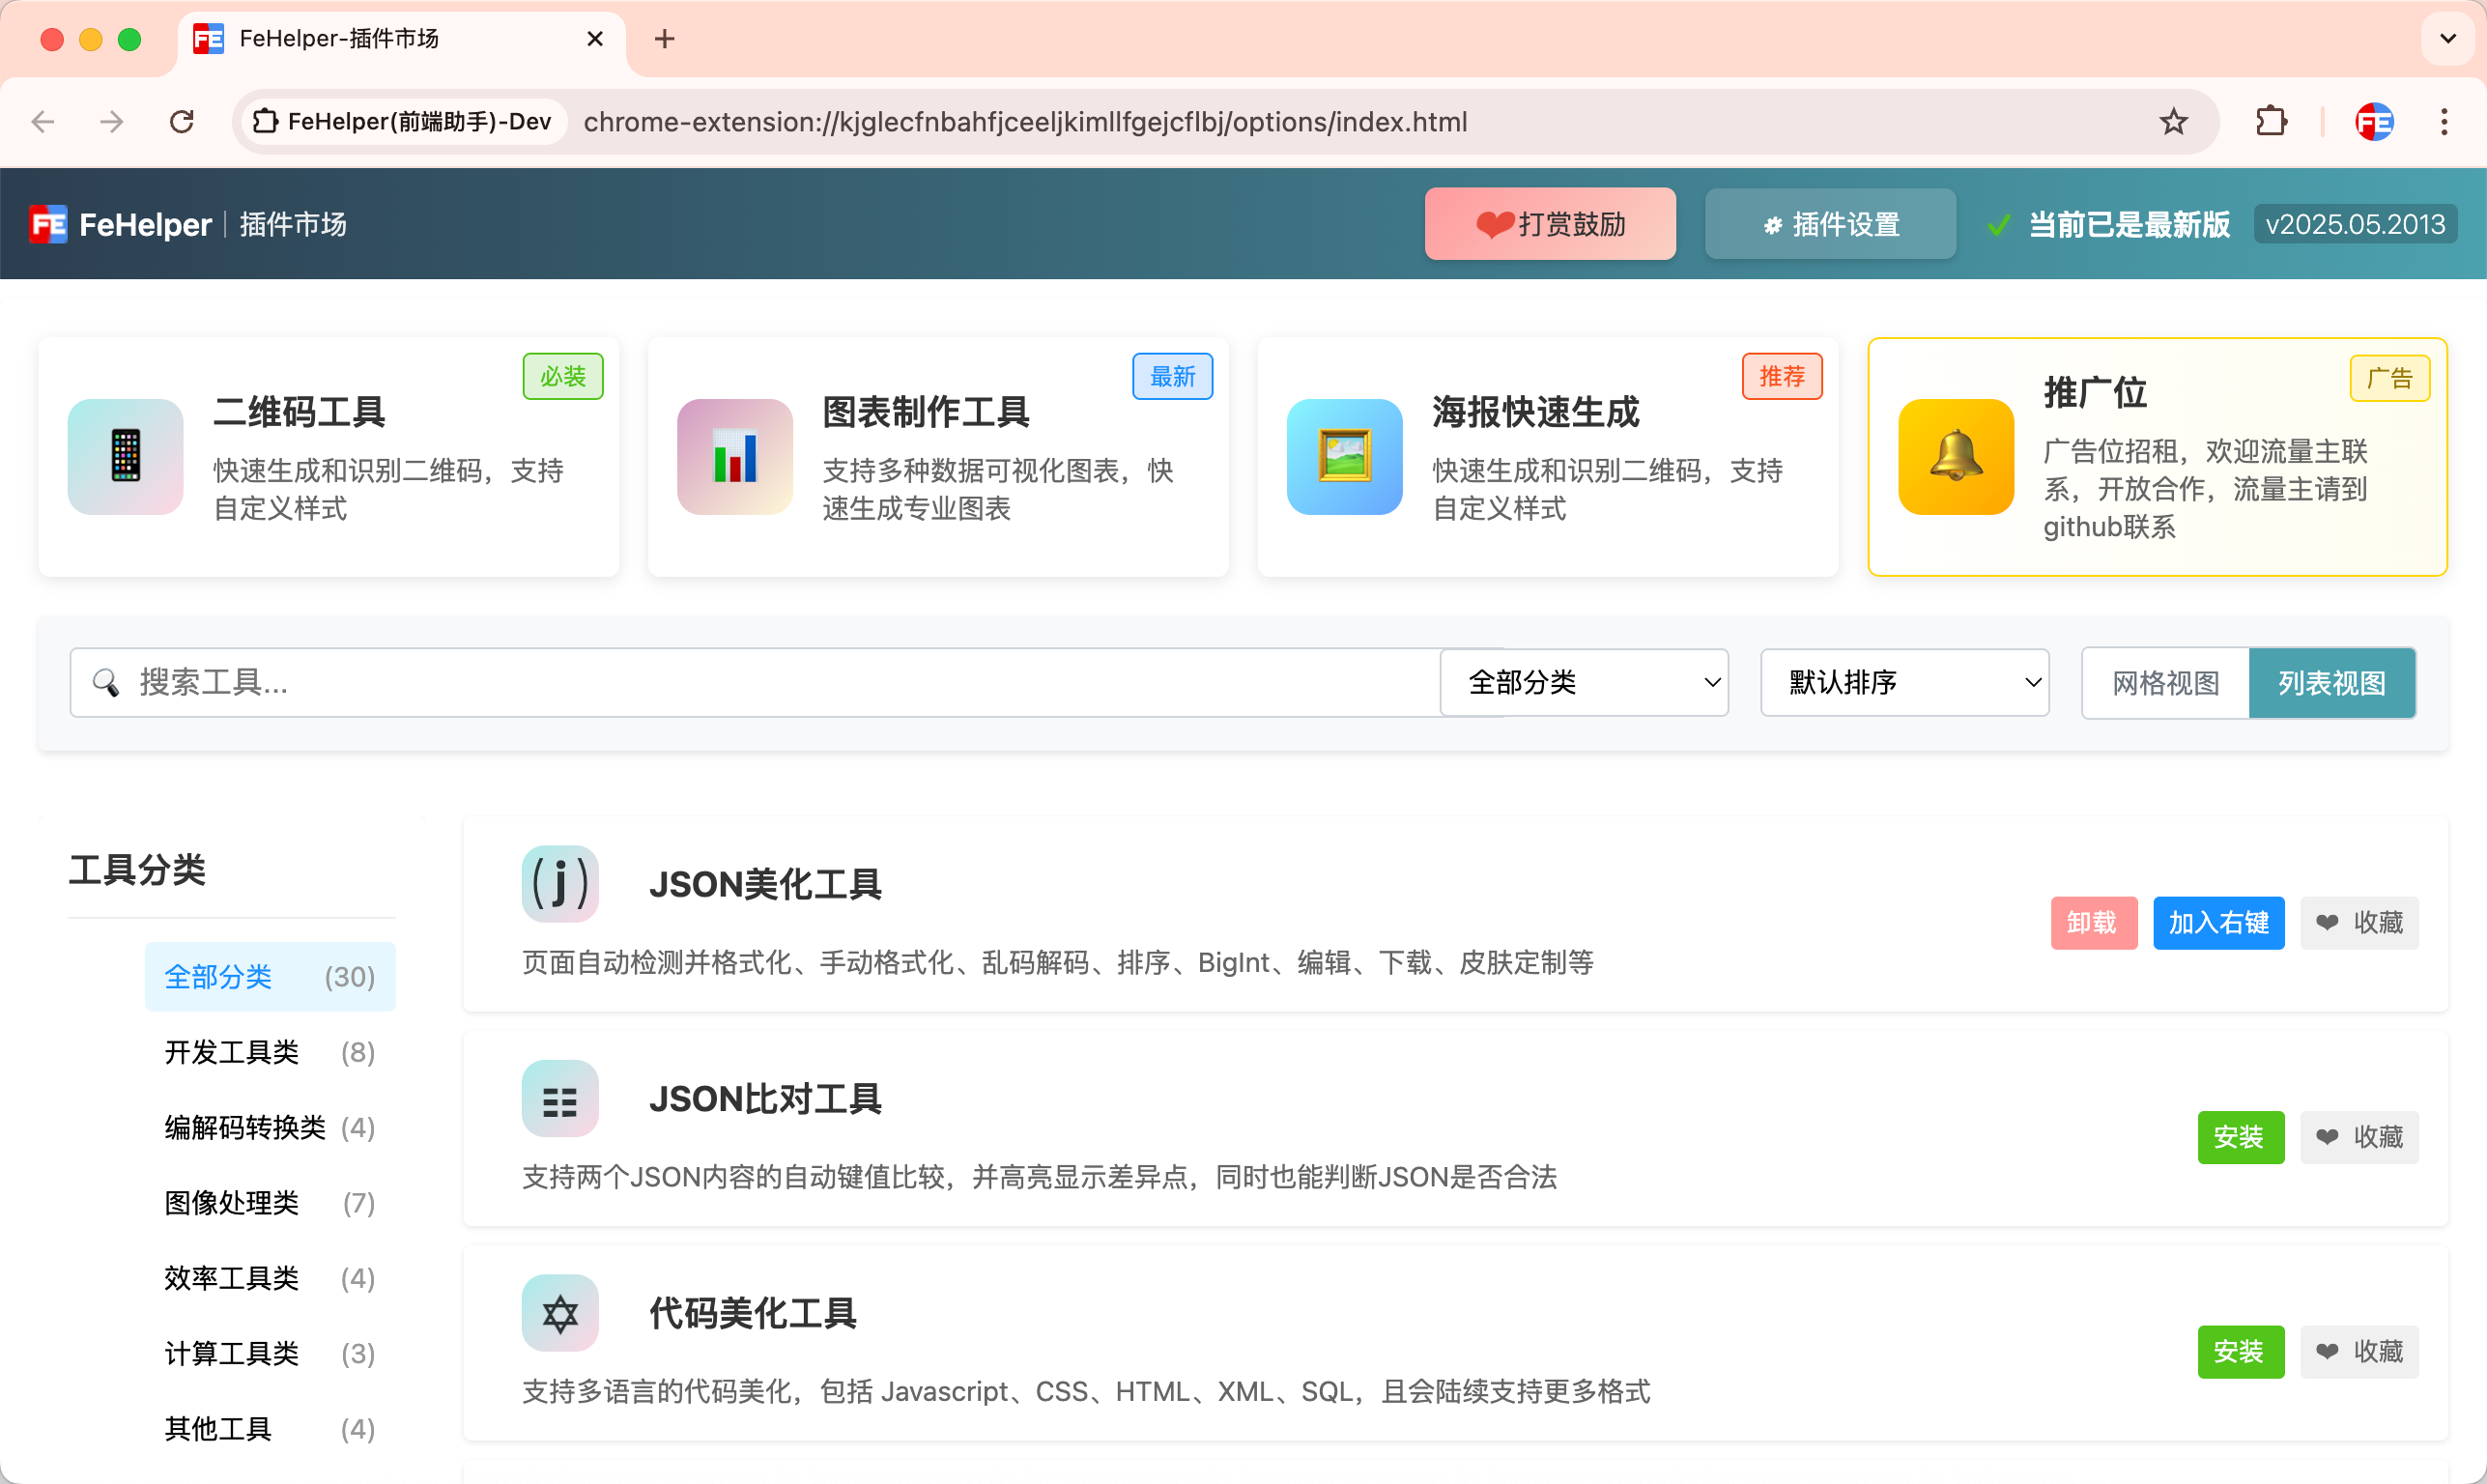 FeHelper-插件市场
FeHelper(前端助手)-Dev
chrome-extension://kjglecfnbahfjceeljkimllfgejcflbj/options/index.html
FeHelper | 插件市场
打赏鼓励
插件设置
当前已是最新版
v2025.05.2013
二维码工具
必装
快速生成和识别二维码，支持
自定义样式
图表制作工具
最新
支持多种数据可视化图表，快
速生成专业图表
海报快速生成
推荐
快速生成和识别二维码，支持
自定义样式
推广位
广告
广告位招租，欢迎流量主联
系，开放合作，流量主请到
github联系
搜索工具...
全部分类
默认排序
网格视图
列表视图
工具分类
全部分类 (30)
开发工具类 (8)
编解码转换类 (4)
图像处理类 (7)
效率工具类 (4)
计算工具类 (3)
其他工具 (4)
(j)
JSON美化工具
页面自动检测并格式化、手动格式化、乱码解码、排序、BigInt、编辑、下载、皮肤定制等
卸载
加入右键
收藏
JSON比对工具
支持两个JSON内容的自动键值比较，并高亮显示差异点，同时也能判断JSON是否合法
安装
收藏
代码美化工具
支持多语言的代码美化，包括 Javascript、CSS、HTML、XML、SQL，且会陆续支持更多格式
安装
收藏